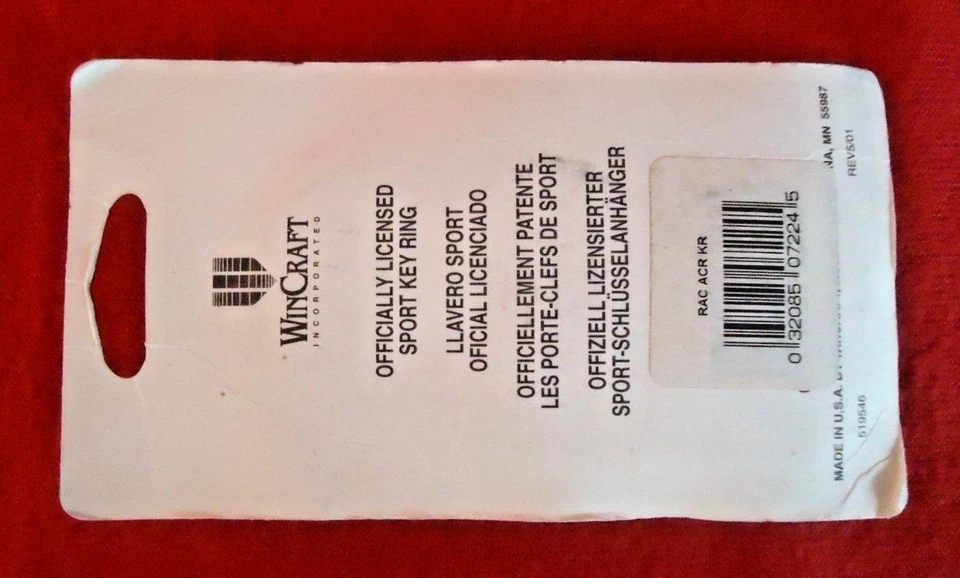 WINCRAFT
INCORPORATED
OFFICIALLY LICENSED
SPORT KEY RING
LLAVERO SPORT
OFICIAL LICENCIADO
OFFICIELLEMENT PATENTE
LES PORTE-CLEFS DE SPORT
OFFIZIELL LIZENSIERTER
SPORT-SCHLÜSSELANHÄNGER
RAC ACR KR
0 32085 07224 5
MADE IN U.S.A. NA, MN 55987
519546 REV5/01